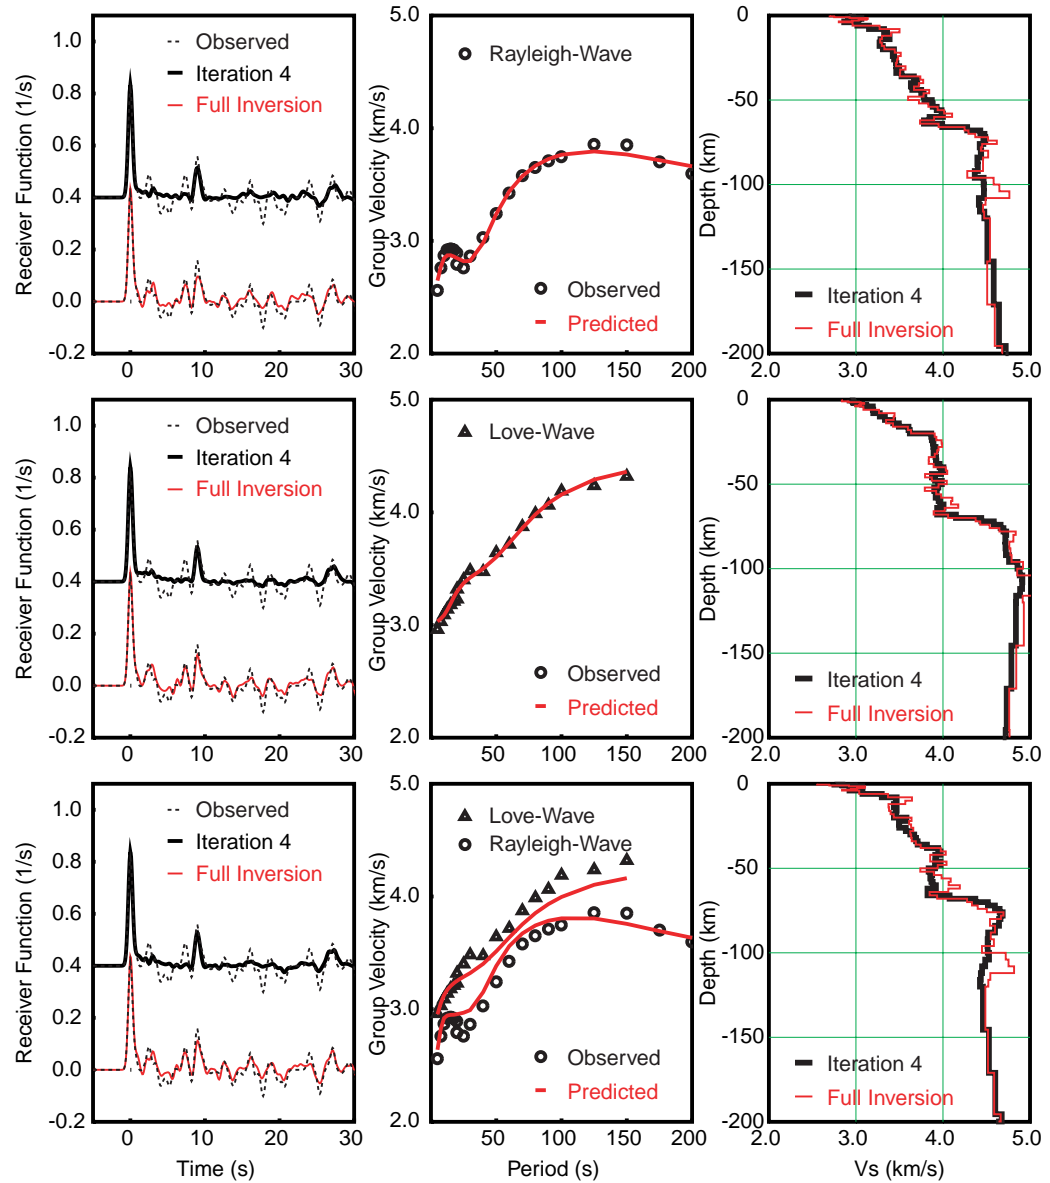 1.0
0.8
0.6
0.4
0.2
0.0
-0.2
Receiver Function (1/s)
Observed
Iteration 4
Full Inversion
0
10
20
30
5.0
4.0
3.0
2.0
Group Velocity (km/s)
Rayleigh-Wave
Observed
Predicted
50
100
150
200
0
-50
-100
-150
-200
Depth (km)
Iteration 4
Full Inversion
2.0
3.0
4.0
5.0
1.0
0.8
0.6
0.4
0.2
0.0
-0.2
Receiver Function (1/s)
Observed
Iteration 4
Full Inversion
0
10
20
30
5.0
4.0
3.0
2.0
Group Velocity (km/s)
Love-Wave
Observed
Predicted
50
100
150
200
0
-50
-100
-150
-200
Depth (km)
Iteration 4
Full Inversion
2.0
3.0
4.0
5.0
1.0
0.8
0.6
0.4
0.2
0.0
-0.2
Receiver Function (1/s)
Observed
Iteration 4
Full Inversion
0
10
20
30
Time (s)
5.0
4.0
3.0
2.0
Group Velocity (km/s)
Love-Wave
Rayleigh-Wave
Observed
Predicted
50
100
150
200
Period (s)
0
-50
-100
-150
-200
Depth (km)
Iteration 4
Full Inversion
2.0
3.0
4.0
5.0
Vs (km/s)